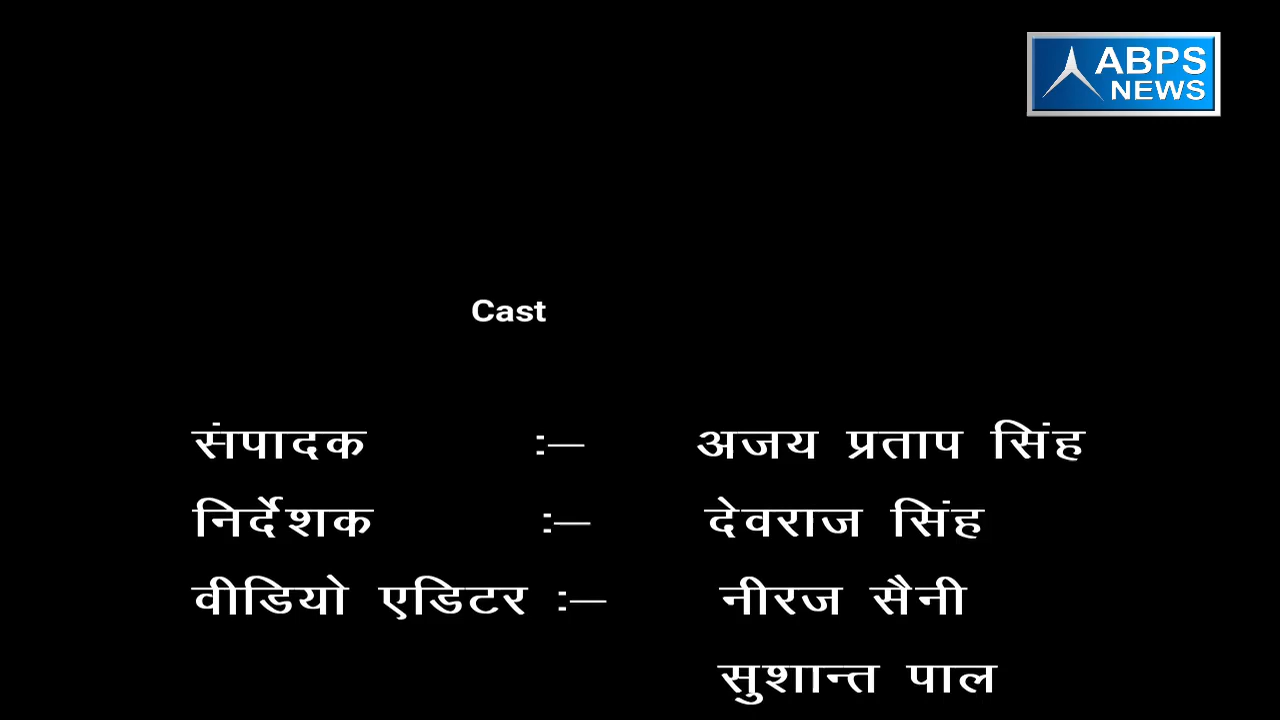 ABPS
NEWS
Cast
संपादक :— अजय प्रताप सिंह
निर्देशक :— देवराज सिंह
वीडियो एडिटर :— नीरज सैनी
सुशान्त पाल